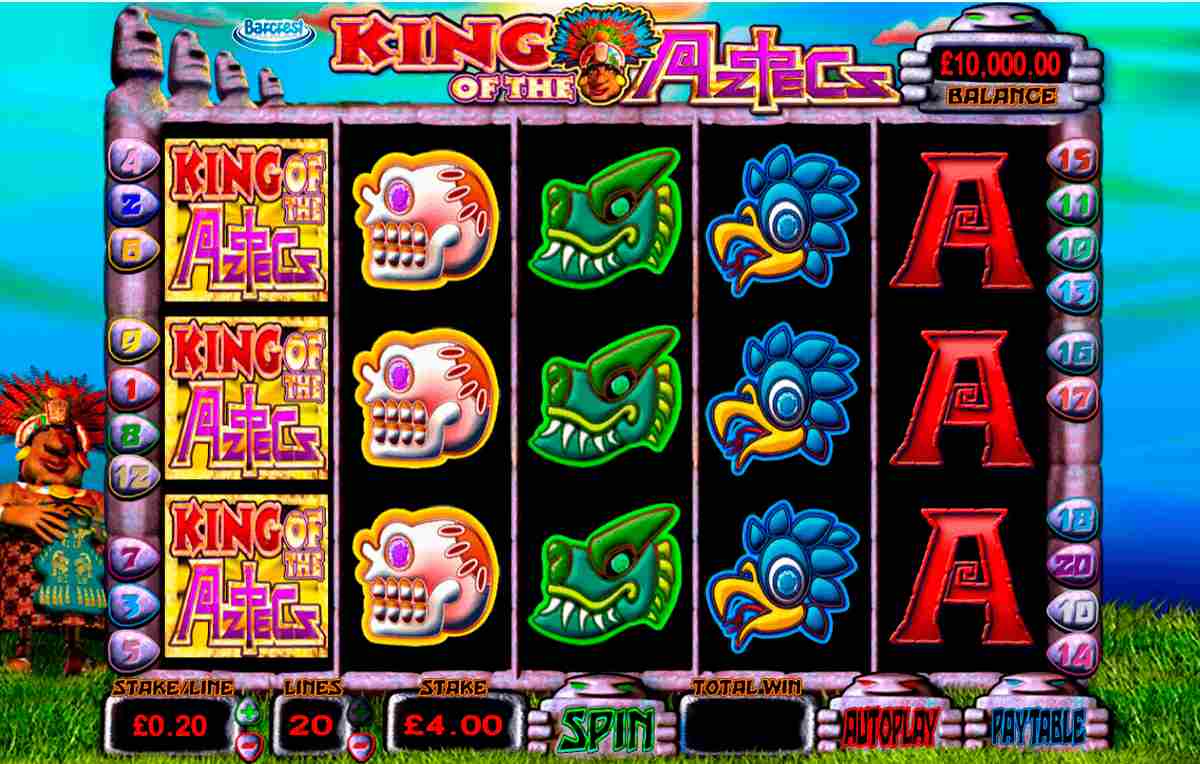 Barcrest
KING
OF THE
AZTECS
£10,000.00
BALANCE
4
2
6
9
1
8
12
7
3
5
KING OF
THE
AZTECS
KING OF
THE
AZTECS
KING OF
THE
AZTECS
A
A
A
15
11
19
13
16
17
18
20
10
14
STAKE/LINE
£0.20
LINES
20
STAKE
£4.00
SPIN
TOTAL WIN
AUTOPLAY
PAYTABLE